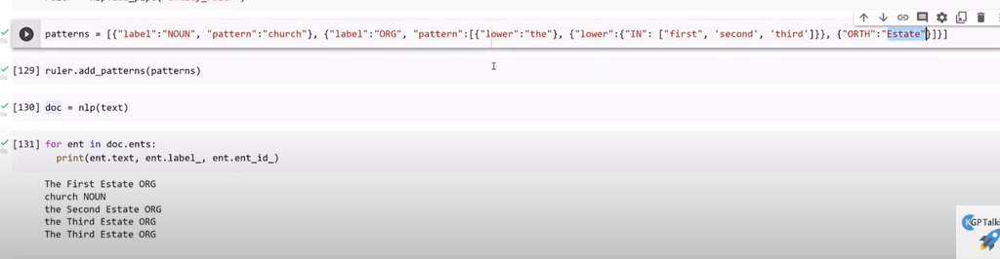 patterns = [{"label":"NOUN", "pattern":"church"}, {"label":"ORG", "pattern":[{"lower":"the"}, {"lower":{"IN": ["first", 'second', 'third']}}, {"ORTH":"Estate"}]}]
[129] ruler.add_patterns(patterns)
[130] doc = nlp(text)
[131] for ent in doc.ents:
print(ent.text, ent.label_, ent.ent_id_)
The First Estate ORG
church NOUN
the Second Estate ORG
the Third Estate ORG
The Third Estate ORG